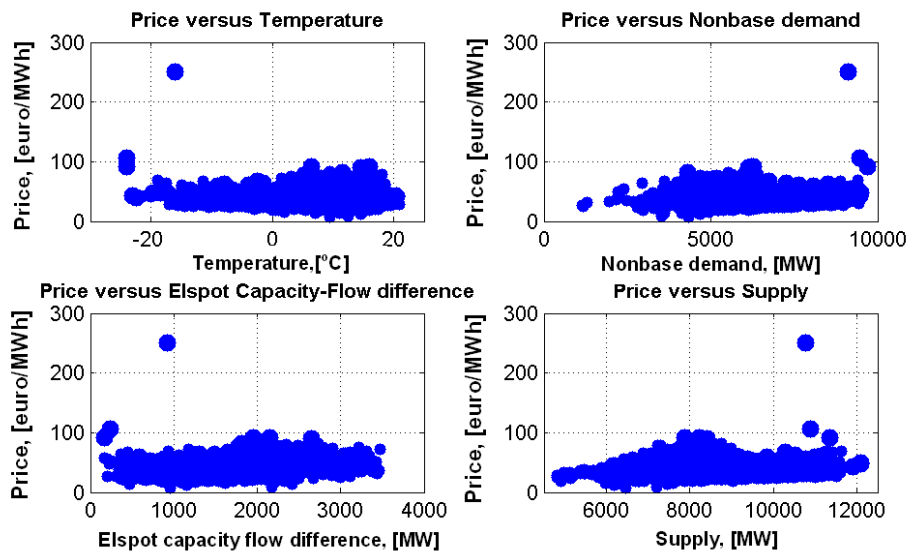 Price versus Temperature
Price, [euro/MWh]
300
200
100
0
-20
0
20
Temperature,[°C]
Price versus Nonbase demand
Price, [euro/MWh]
300
200
100
0
0
5000
10000
Nonbase demand, [MW]
Price versus Elspot Capacity-Flow difference
Price, [euro/MWh]
300
200
100
0
0
1000
2000
3000
4000
Elspot capacity flow difference, [MW]
Price versus Supply
Price, [euro/MWh]
300
200
100
0
6000
8000
10000
12000
Supply, [MW]